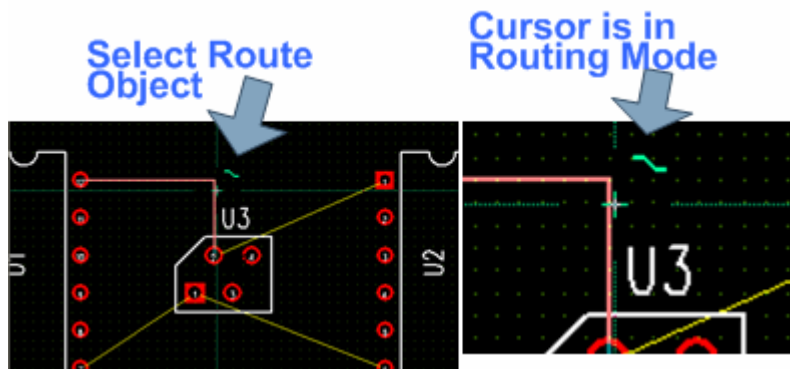 Select Route
Object
Cursor is in
Routing Mode
U3
U1
U2
U3